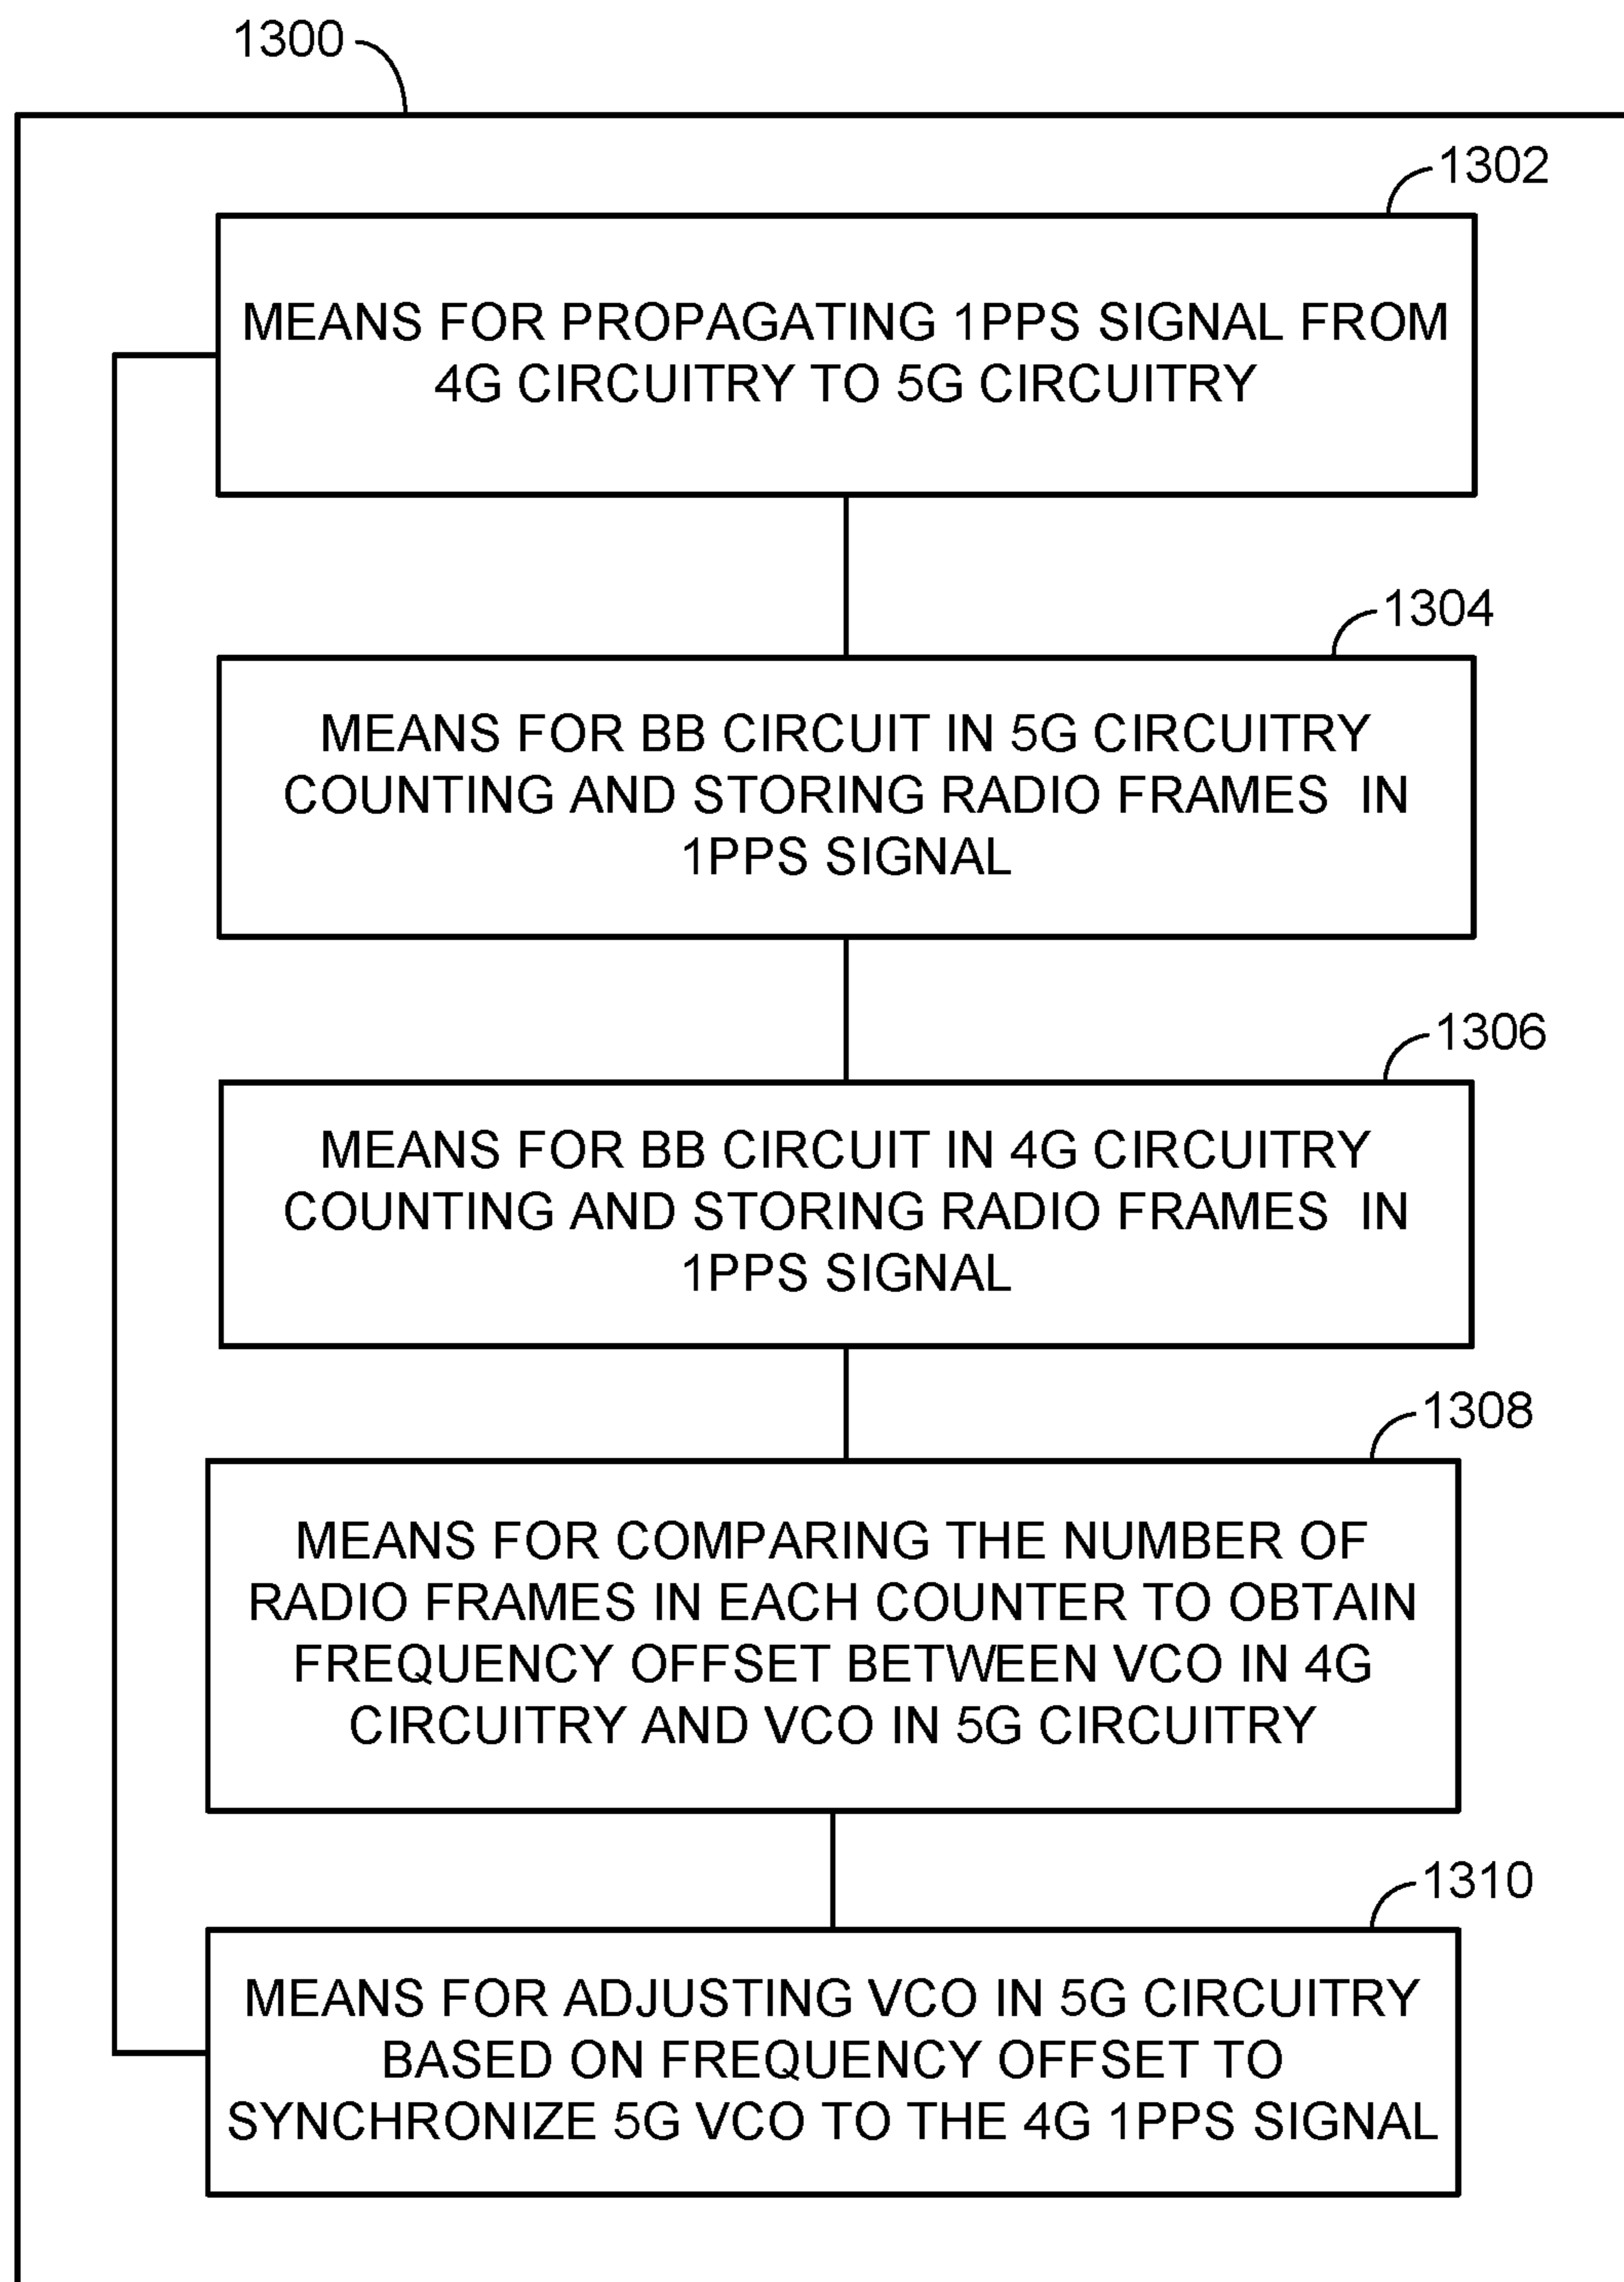 1300
1302
MEANS FOR PROPAGATING 1PPS SIGNAL FROM
4G CIRCUITRY TO 5G CIRCUITRY
1304
MEANS FOR BB CIRCUIT IN 5G CIRCUITRY
COUNTING AND STORING RADIO FRAMES IN
1PPS SIGNAL
1306
MEANS FOR BB CIRCUIT IN 4G CIRCUITRY
COUNTING AND STORING RADIO FRAMES IN
1PPS SIGNAL
1308
MEANS FOR COMPARING THE NUMBER OF
RADIO FRAMES IN EACH COUNTER TO OBTAIN
FREQUENCY OFFSET BETWEEN VCO IN 4G
CIRCUITRY AND VCO IN 5G CIRCUITRY
1310
MEANS FOR ADJUSTING VCO IN 5G CIRCUITRY
BASED ON FREQUENCY OFFSET TO
SYNCHRONIZE 5G VCO TO THE 4G 1PPS SIGNAL